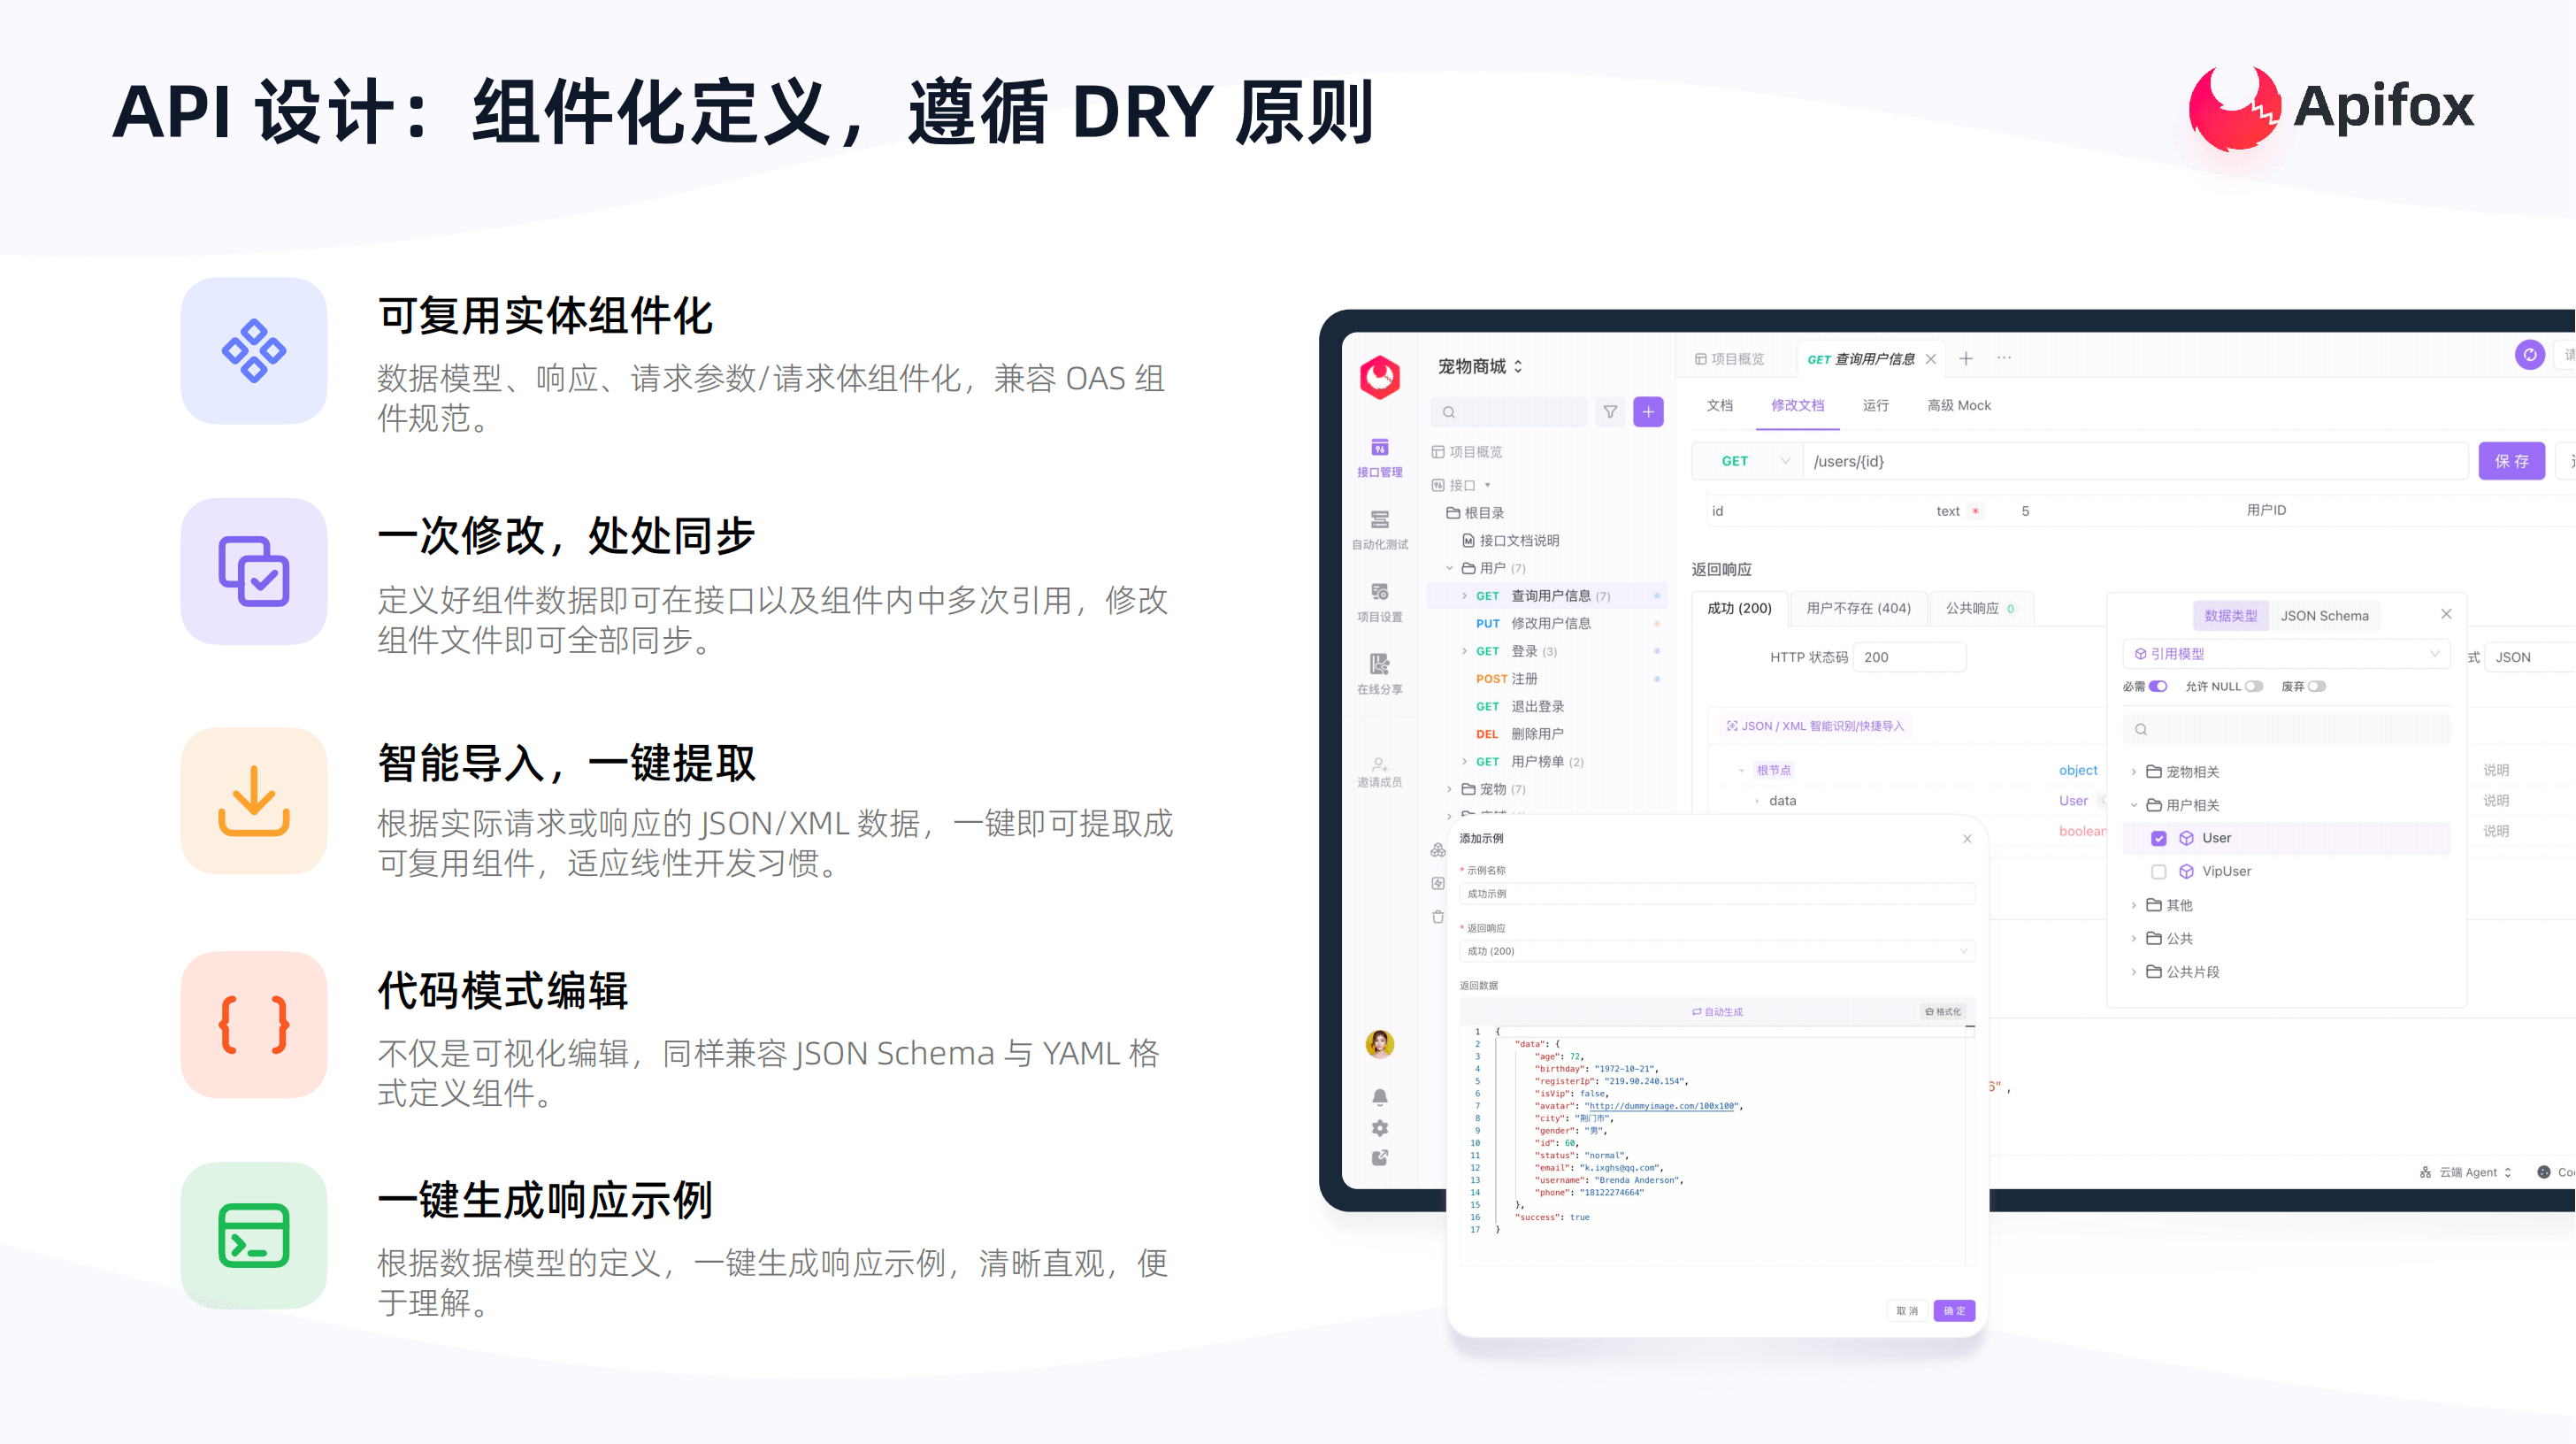 API 设计：组件化定义，遵循 DRY 原则
Apifox
可复用实体组件化
数据模型、响应、请求参数/请求体组件化，兼容 OAS 组
件规范。
一次修改，处处同步
定义好组件数据即可在接口以及组件内中多次引用，修改
组件文件即可全部同步。
智能导入，一键提取
根据实际请求或响应的 JSON/XML 数据，一键即可提取成
可复用组件，适应线性开发习惯。
代码模式编辑
不仅是可视化编辑，同样兼容 JSON Schema 与 YAML 格
式定义组件。
一键生成响应示例
根据数据模型的定义，一键生成响应示例，清晰直观，便
于理解。
接口管理
自动化测试
项目设置
在线分享
邀请成员
宠物商城
项目概览
接口
根目录
接口文档说明
用户 (7)
GET 查询用户信息 (7)
PUT 修改用户信息
GET 登录 (3)
POST 注册
GET 退出登录
DEL 删除用户
GET 用户榜单 (2)
宠物 (7)
项目概览
GET 查询用户信息
文档 修改文档 运行 高级 Mock
GET /users/{id} 保 存
id text * 5 用户ID
返回响应
成功 (200) 用户不存在 (404) 公共响应 0
HTTP 状态码 200
式 JSON
JSON / XML 智能识别/快捷导入
根节点 object 说明
data User 说明
boolean 说明
数据类型 JSON Schema
引用模型
必需 允许 NULL 废弃
宠物相关
用户相关
User
VipUser
其他
公共
公共片段
6",
云端 Agent
添加示例
* 示例名称
成功示例
* 返回响应
成功 (200)
返回数据
自动生成 格式化
1 {
2 "data": {
3 "age": 72,
4 "birthday": "1972-10-21",
5 "registerIp": "219.90.240.154",
6 "isVip": false,
7 "avatar": "http://dummyimage.com/100x100",
8 "city": "荆门市",
9 "gender": "男",
10 "id": 60,
11 "status": "normal",
12 "email": "k.ixghs@qq.com",
13 "username": "Brenda Anderson",
14 "phone": "18122274664"
15 },
16 "success": true
17 }
取 消 确 定